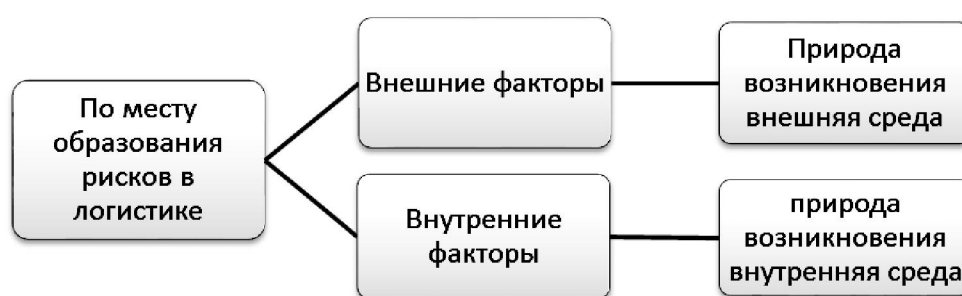 По месту
образования
рисков в
логистике
Внешние факторы
Природа
возникновения
внешняя среда
Внутренние
факторы
природа
возникновения
внутренняя среда